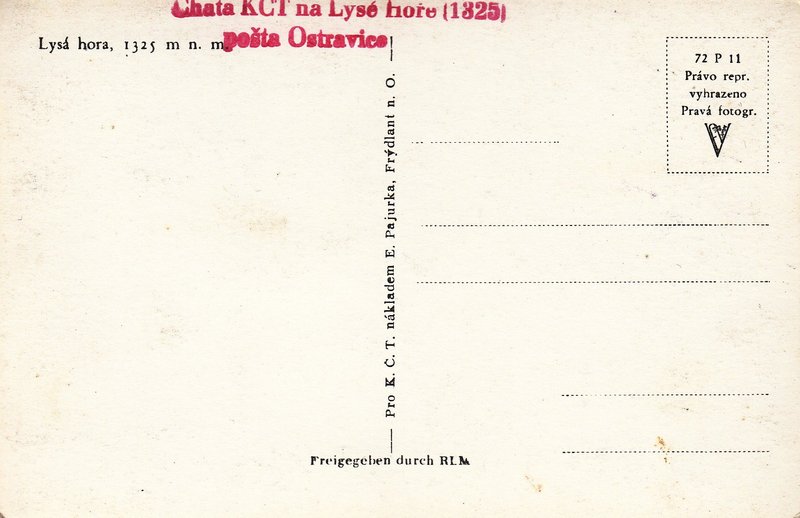 Chata KČT na Lysé hoře (1325)
pošta Ostravice
Lysá hora, 1325 m n. m.
Pro K. Č. T. nákladem E. Pajurka, Frýdlant n. O.
72 P 11
Právo repr.
vyhrazeno
Pravá fotogr.
Freigegeben durch RLM